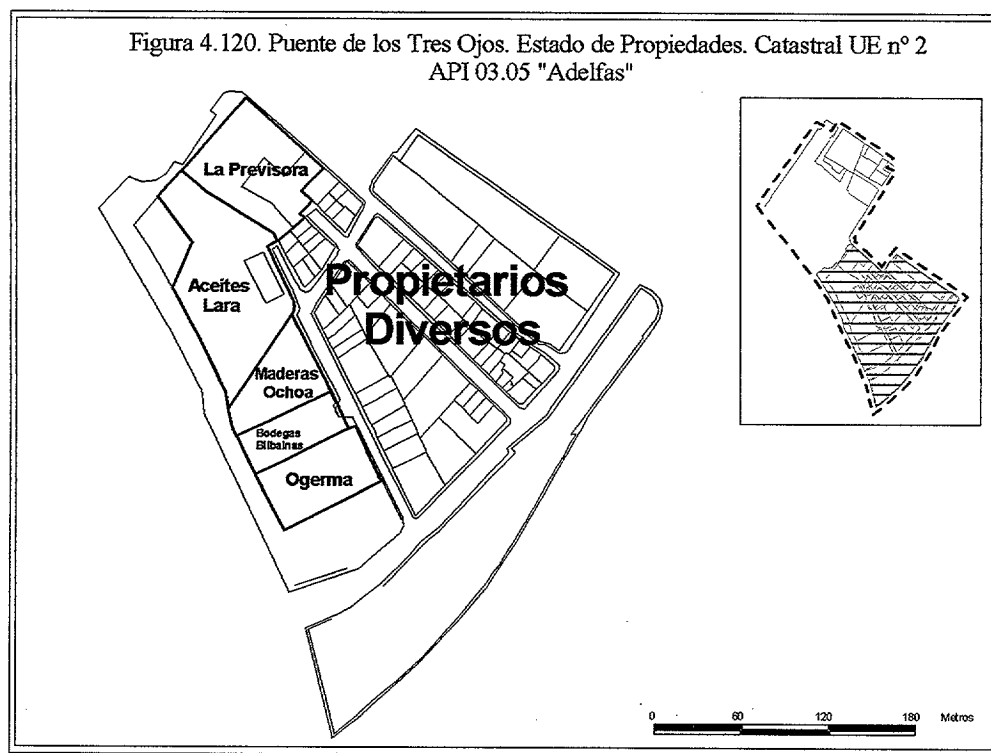 Figura 4.120. Puente de los Tres Ojos. Estado de Propiedades. Catastral UE nº 2
API 03.05 "Adelfas"
La Previsora
Aceites
Lara
Propietarios
Diversos
Maderas
Ochoa
Bodegas
Bilbainas
Ogerma
0 60 120 180 Metros